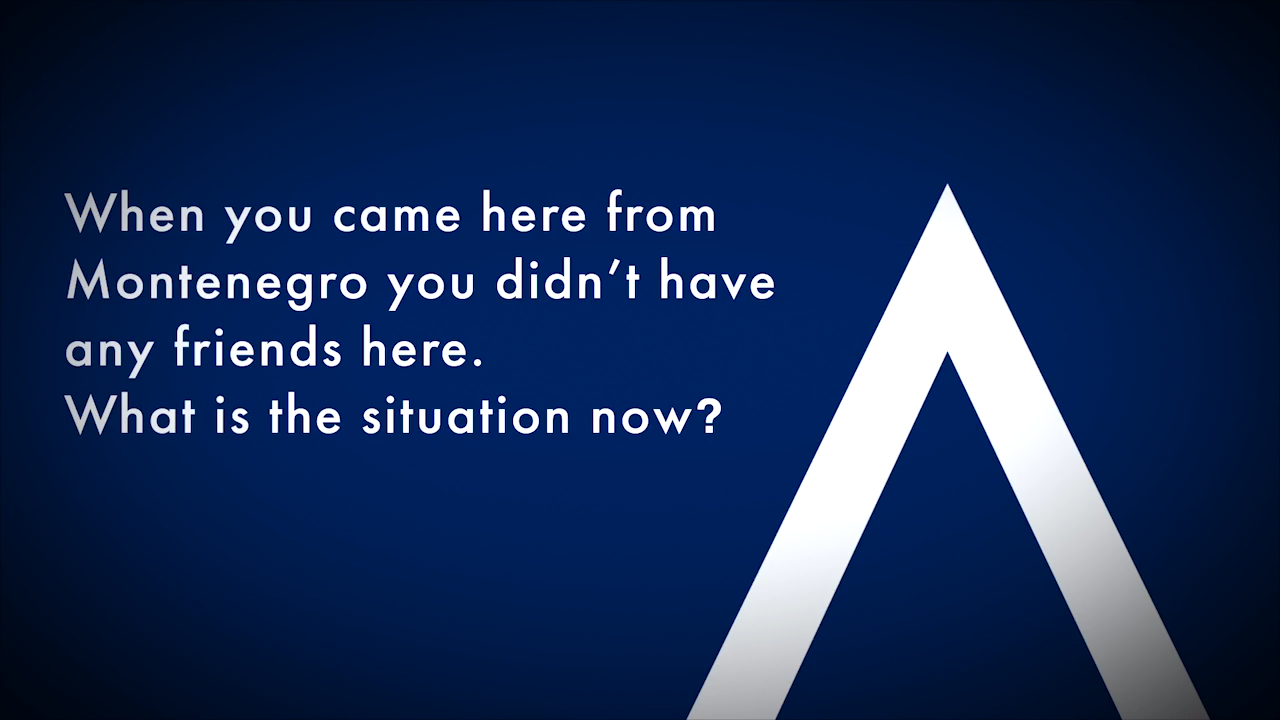 When you came here from
Montenegro you didn’t have
any friends here.
What is the situation now?